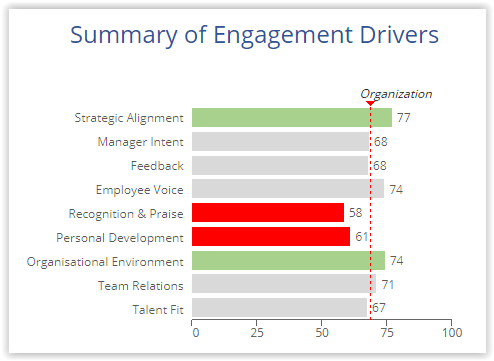 Summary of Engagement Drivers
Organization
Strategic Alignment 77
Manager Intent 68
Feedback 68
Employee Voice 74
Recognition & Praise 58
Personal Development 61
Organisational Environment 74
Team Relations 71
Talent Fit 67
0 25 50 75 100